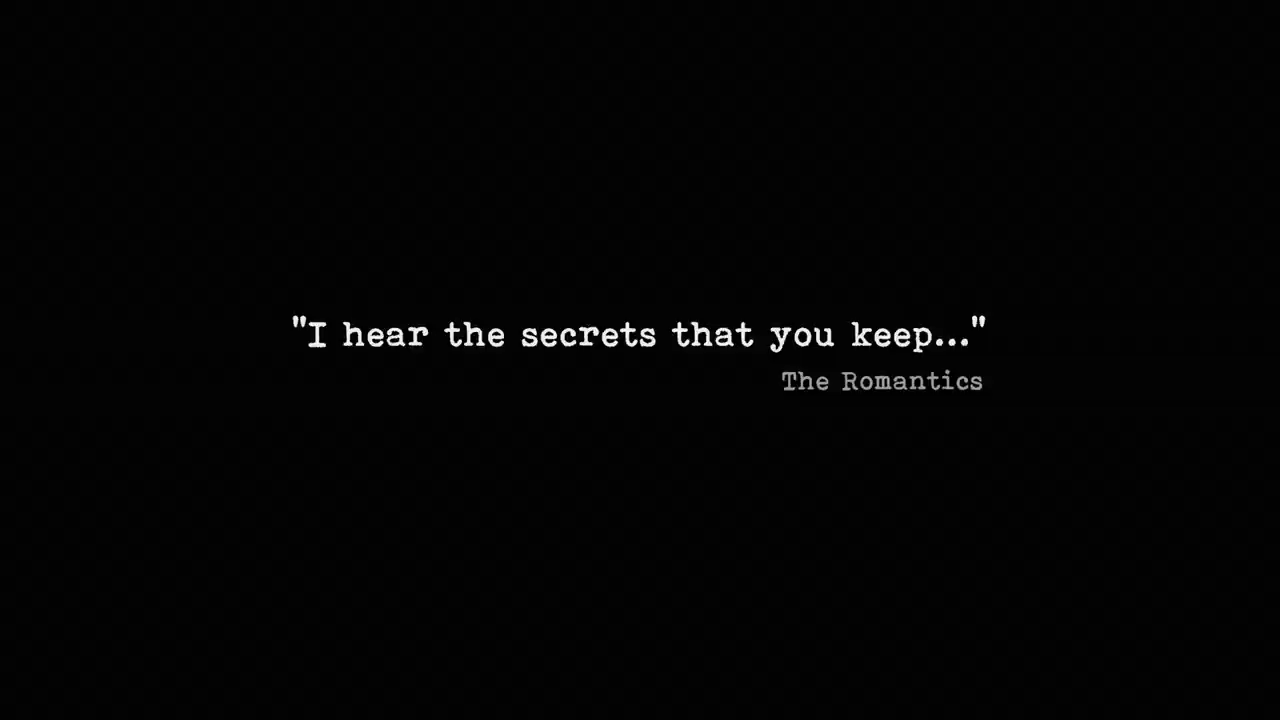 "I hear the secrets that you keep..."
The Romantics